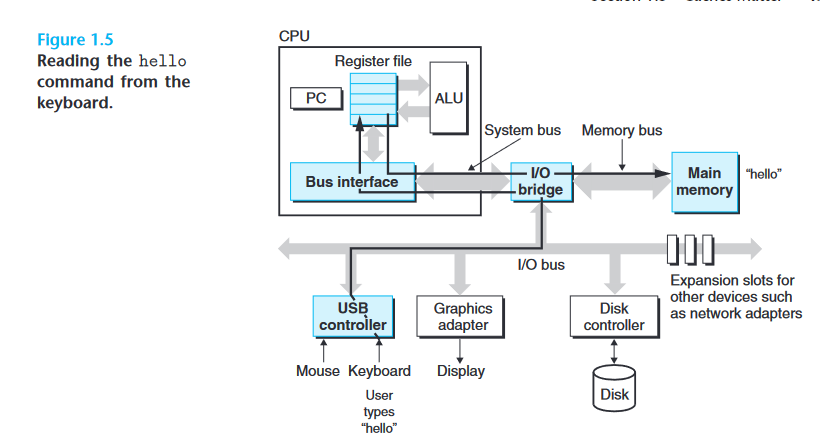 Figure 1.5
Reading the hello
command from the
keyboard.
CPU
Register file
PC
ALU
System bus
Memory bus
Bus interface
I/O
bridge
Main
memory
“hello”
I/O bus
Expansion slots for
other devices such
as network adapters
USB
controller
Graphics
adapter
Disk
controller
Mouse
Keyboard
Display
Disk
User
types
“hello”